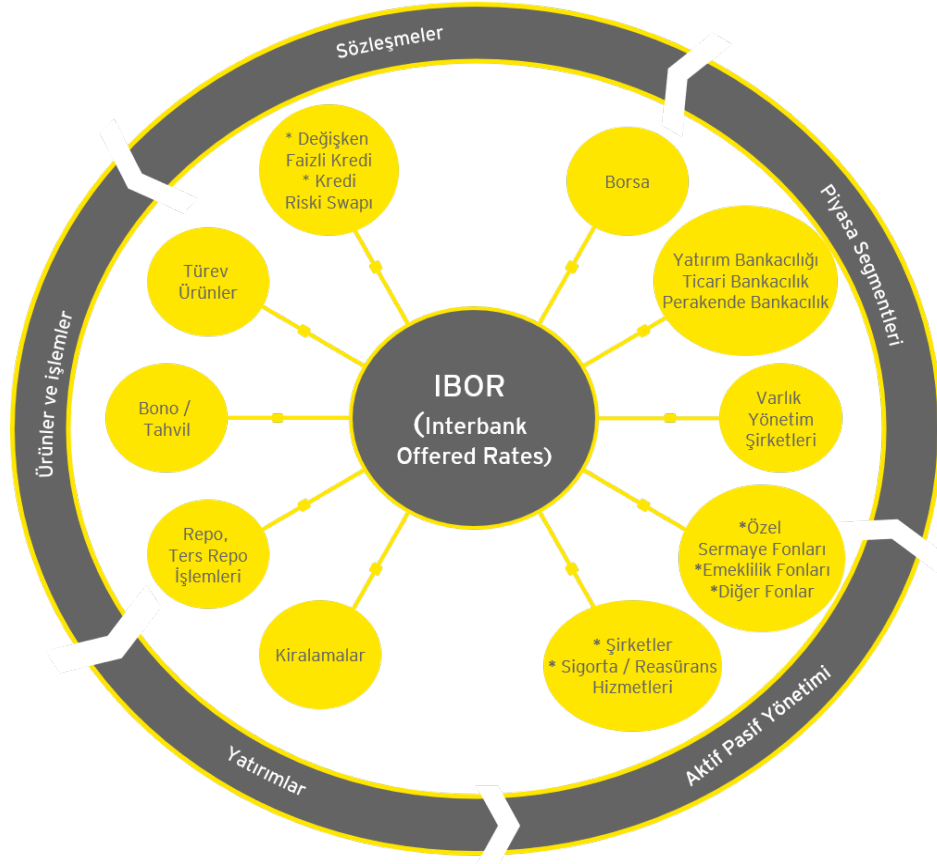 Sözleşmeler
* Değişken
Faizli Kredi
* Kredi
Riski Swapı
Borsa
Piyasa Segmentleri
Türev
Ürünler
Yatırım Bankacılığı
Ticari Bankacılık
Perakende Bankacılık
Ürünler ve işlemler
IBOR
(Interbank
Offered Rates)
Bono /
Tahvil
Varlık
Yönetim
Şirketleri
Repo,
Ters Repo
İşlemleri
*Özel
Sermaye Fonları
*Emeklilik Fonları
*Diğer Fonlar
Kiralamalar
* Şirketler
* Sigorta / Reasürans
Hizmetleri
Yatırımlar
Aktif Pasif Yönetimi